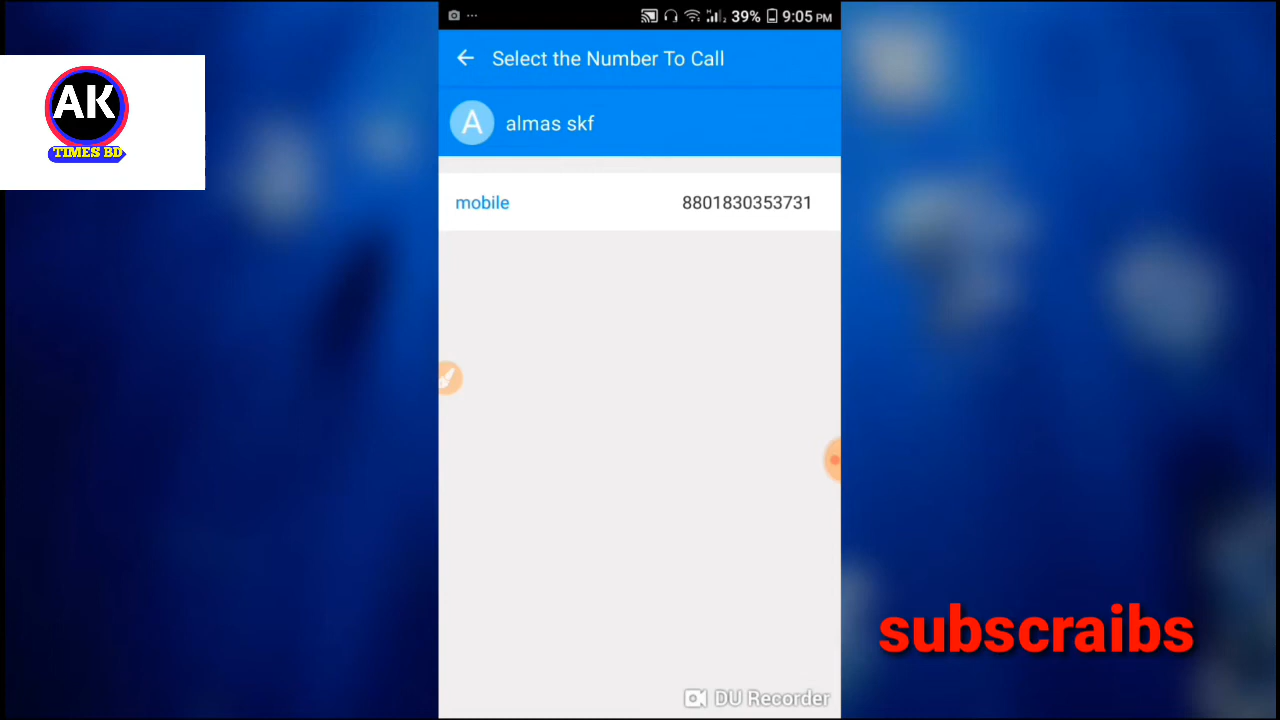 AK
TIMES BD
... 39% 9:05 PM
Select the Number To Call
A almas skf
mobile 8801830353731
subscraibs
DU Recorder